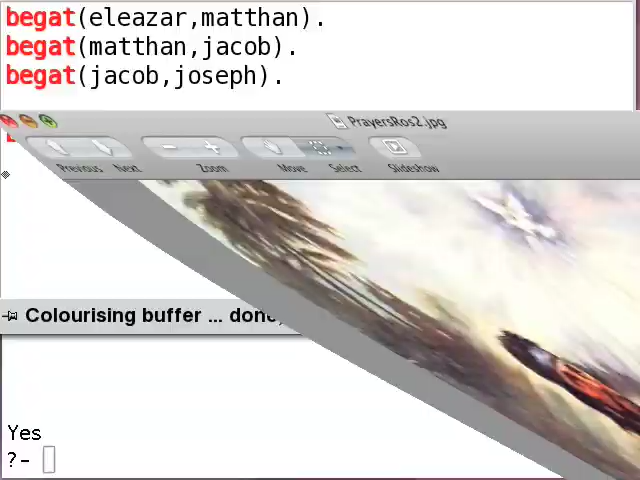 begat(eleazar,matthan).
begat(matthan,jacob).
begat(jacob,joseph).
PrayersRos2.jpg
Previous Next Zoom Move Select Slideshow
Colourising buffer ... done,
Yes
?-